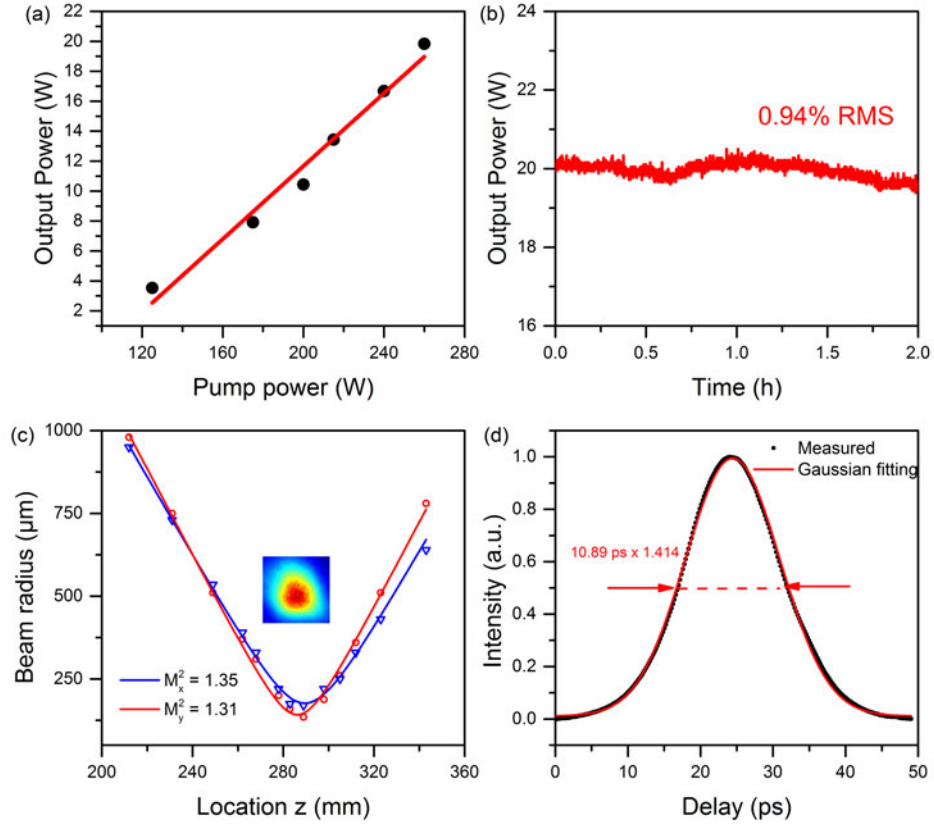 (a)
22
20
18
16
14
12
10
8
6
4
2
Output Power (W)
120
160
200
240
280
Pump power (W)
(b)
24
22
20
18
16
Output Power (W)
0.94% RMS
0.0
0.5
1.0
1.5
2.0
Time (h)
(c)
1000
750
500
250
Beam radius (μm)
M²x = 1.35
M²y = 1.31
200
240
280
320
360
Location z (mm)
(d)
1.0
0.8
0.6
0.4
0.2
0.0
Intensity (a.u.)
Measured
Gaussian fitting
10.89 ps x 1.414
0
10
20
30
40
50
Delay (ps)